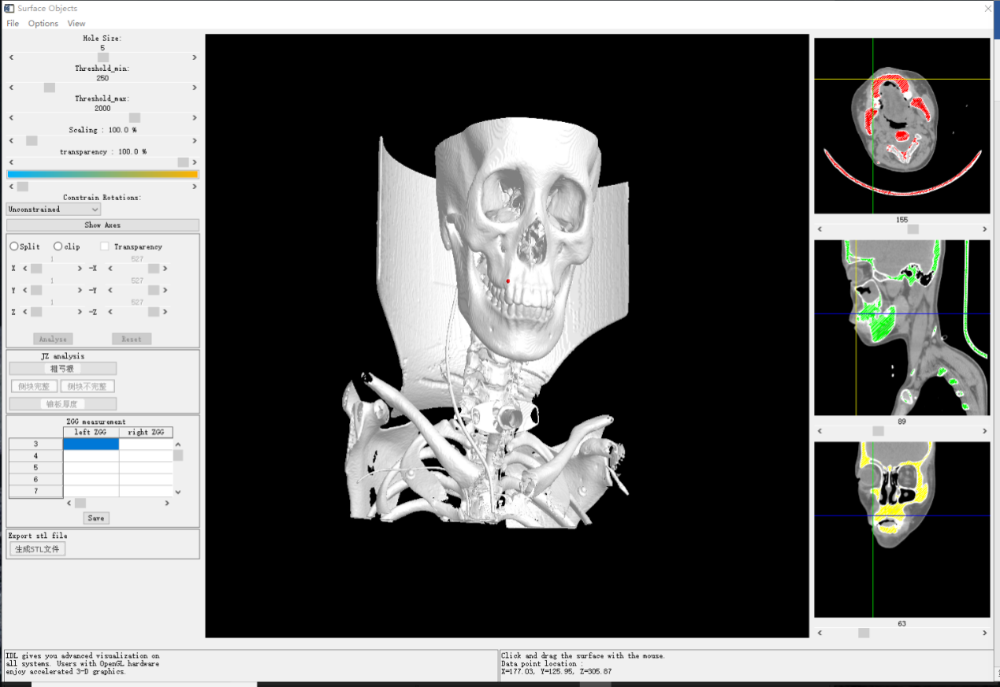 Surface Objects
File Options View
Hole Size:
5
Threshold_min:
250
Threshold_max:
2000
Scaling : 100.0 %
transparency : 100.0 %
Constrain Rotations:
Unconstrained
Show Axes
Split clip Transparency
1 527
X -X
1 527
Y -Y
1 527
Z -Z
Analyze Reset
JZ analysis
椎弓根
侧块完整 侧块不完整
锥板厚度
ZGG measurement
left ZGG right ZGG
3
4
5
6
7
Save
Export stl file
生成STL文件
155
89
63
IDL gives you advanced visualization on
all systems. Users with OpenGL hardware
enjoy accelerated 3-D graphics.
Click and drag the surface with the mouse.
Data point location :
X=177.03, Y=125.95, Z=305.87